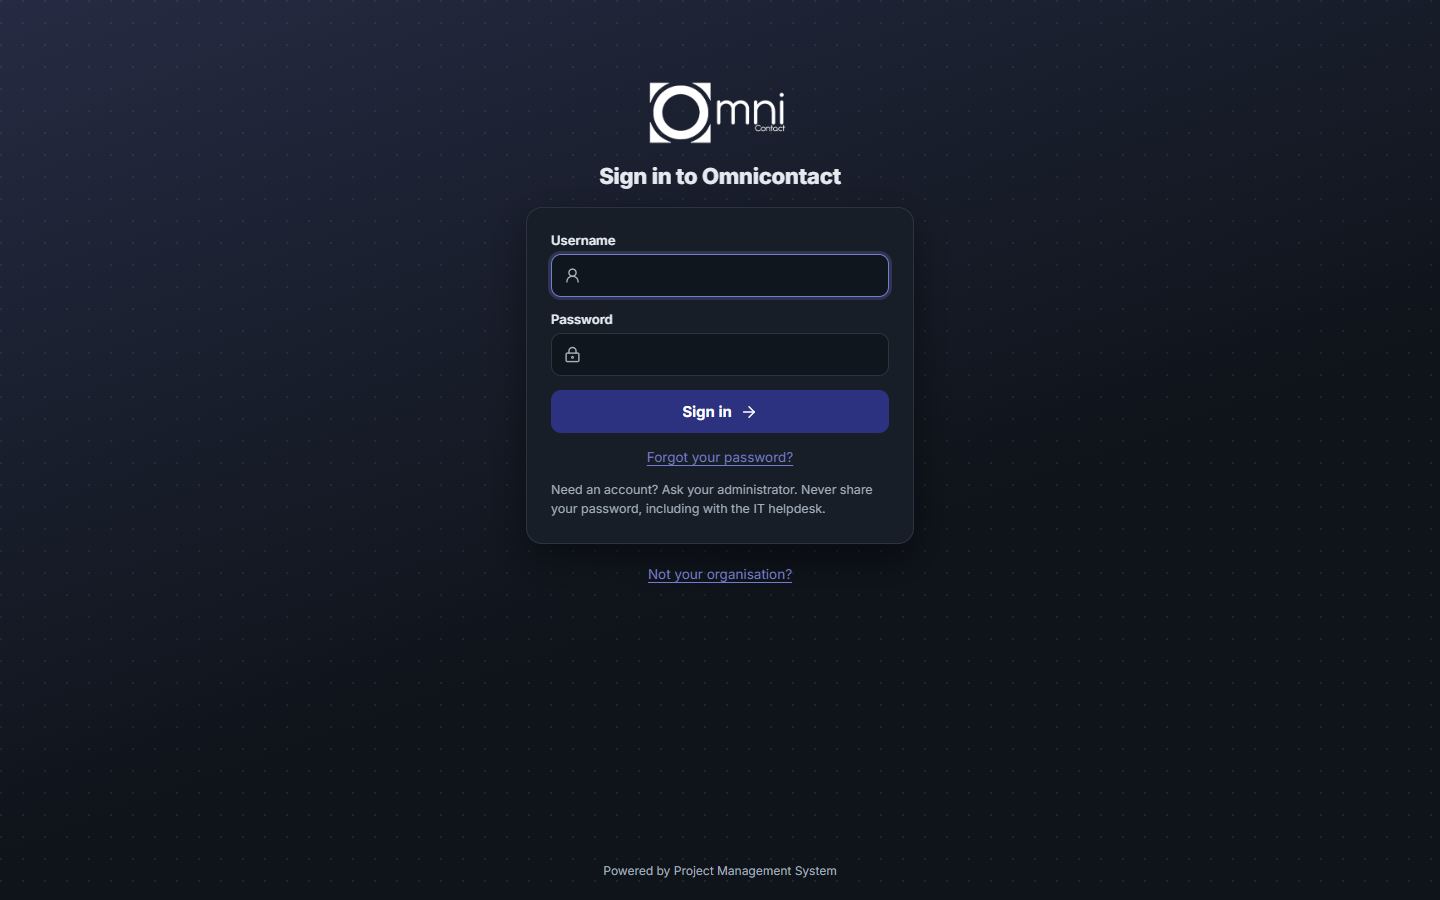 Omni
Contact
Sign in to Omnicontact
Username
Password
Sign in
Forgot your password?
Need an account? Ask your administrator. Never share
your password, including with the IT helpdesk.
Not your organisation?
Powered by Project Management System